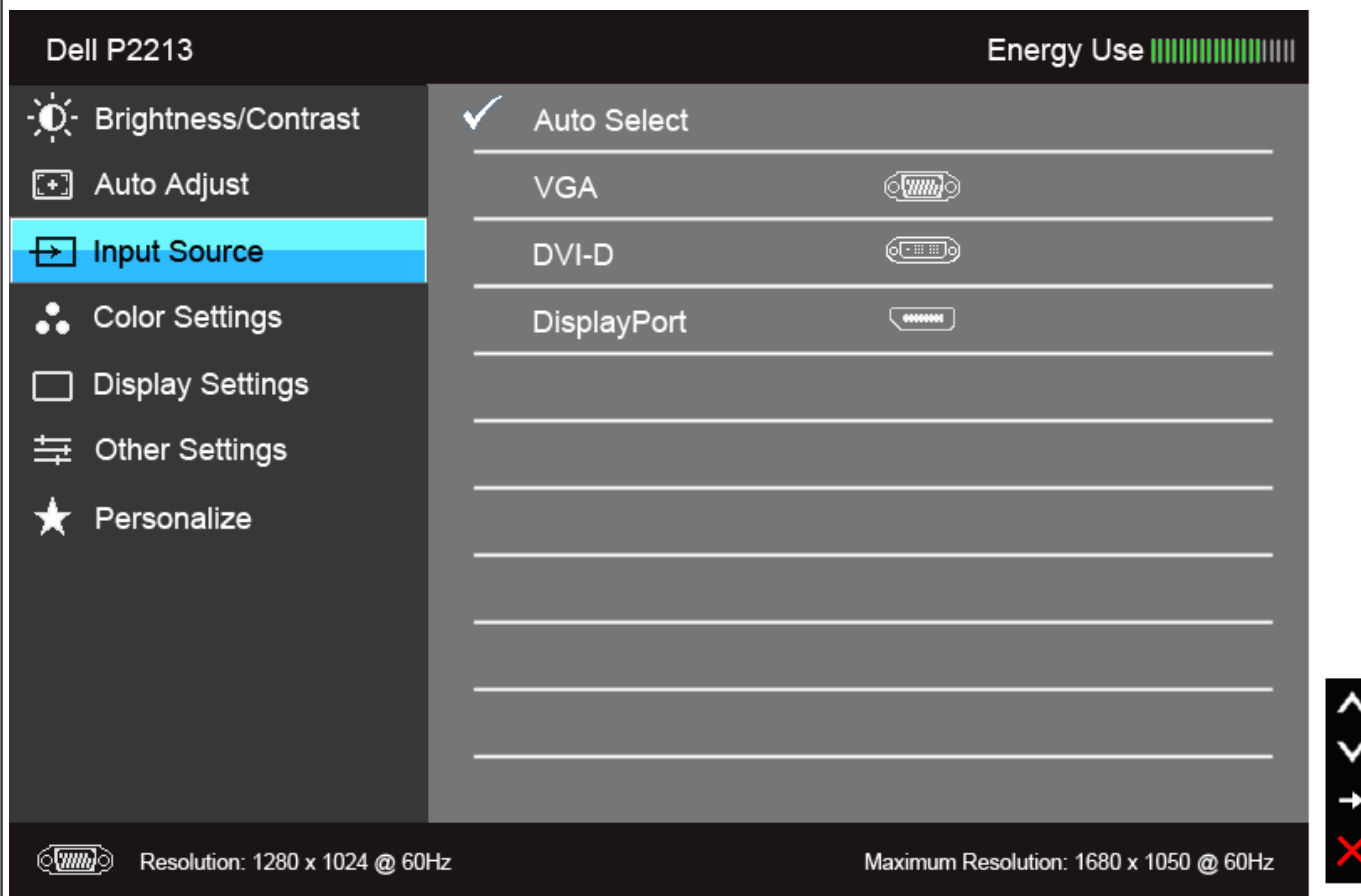 Dell P2213
Energy Use
Brightness/Contrast
Auto Adjust
Input Source
Color Settings
Display Settings
Other Settings
Personalize
Auto Select
VGA
DVI-D
DisplayPort
Resolution: 1280 x 1024 @ 60Hz
Maximum Resolution: 1680 x 1050 @ 60Hz